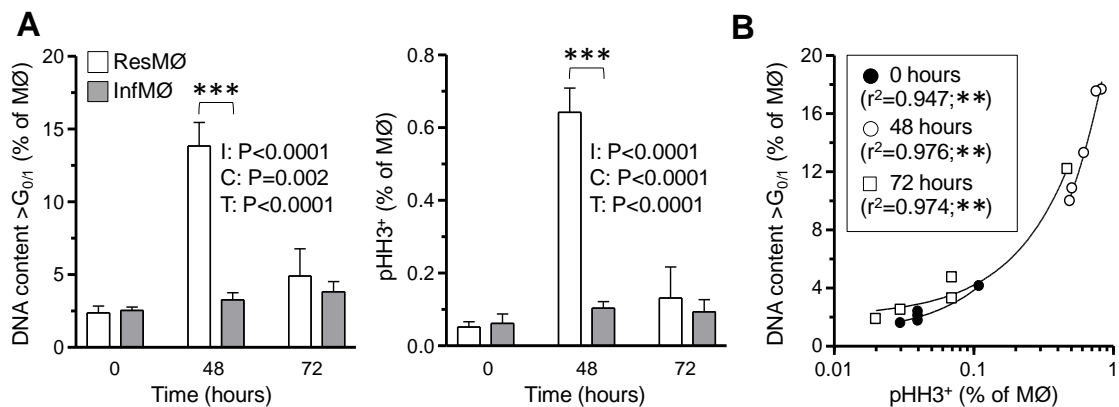 A
B
DNA content >G0/1 (% of MØ)
20
15
10
5
0
ResMØ
InfMØ
***
I: P<0.0001
C: P=0.002
T: P<0.0001
0 48 72
Time (hours)
pHH3+ (% of MØ)
0.8
0.6
0.4
0.2
0.0
***
I: P<0.0001
C: P<0.0001
T: P<0.0001
0 48 72
Time (hours)
DNA content >G0/1 (% of MØ)
20
16
12
8
4
0
0 hours
(r2=0.947;**)
48 hours
(r2=0.976;**)
72 hours
(r2=0.974;**)
0.01 0.1 1
pHH3+ (% of MØ)